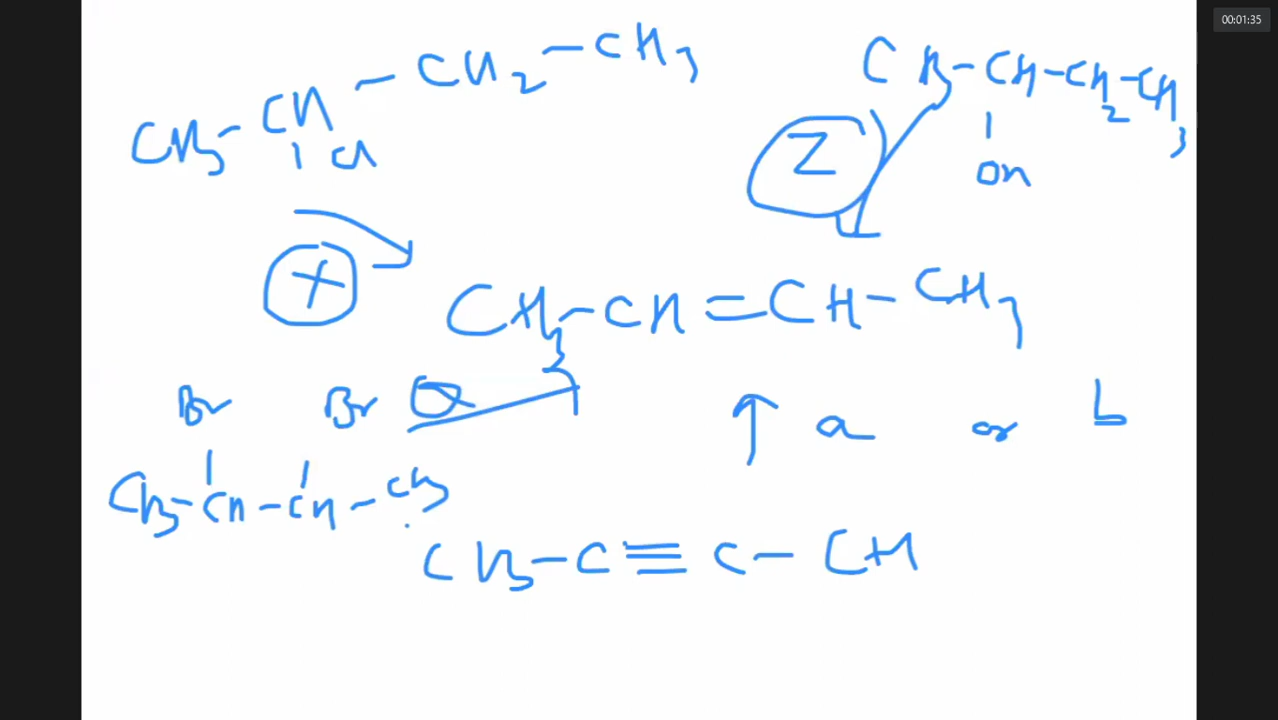 00:01:35
CH3-CH-CH2-CH3
Cl
CH3-CH-CH2-CH3
OH
Z
X
CH3-CH=CH-CH3
Br Br Q
a or b
CH3-CH-CH-CH3
CH3-C≡C-CH